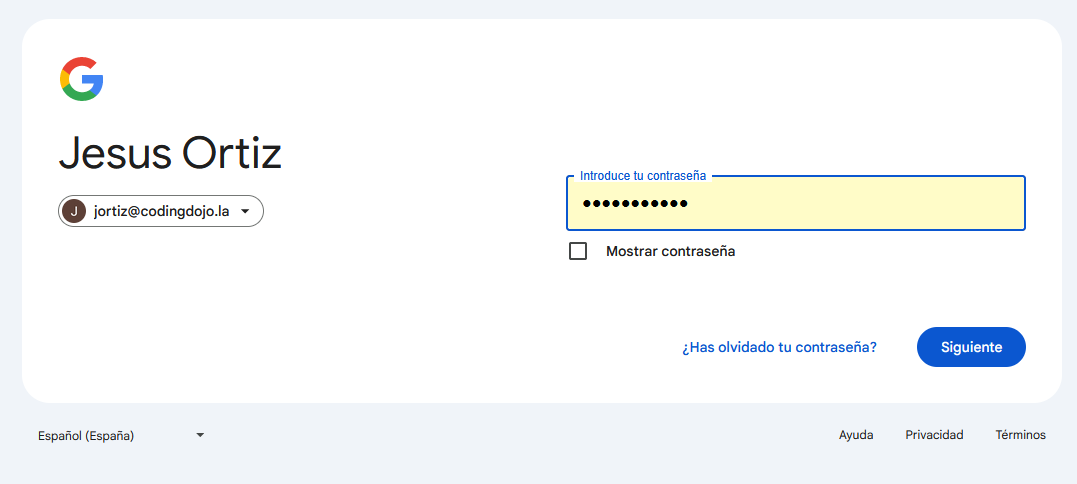 Jesus Ortiz
J jortiz@codingdojo.la
Introduce tu contraseña
•••••••••••
Mostrar contraseña
¿Has olvidado tu contraseña?
Siguiente
Español (España)
Ayuda Privacidad Términos